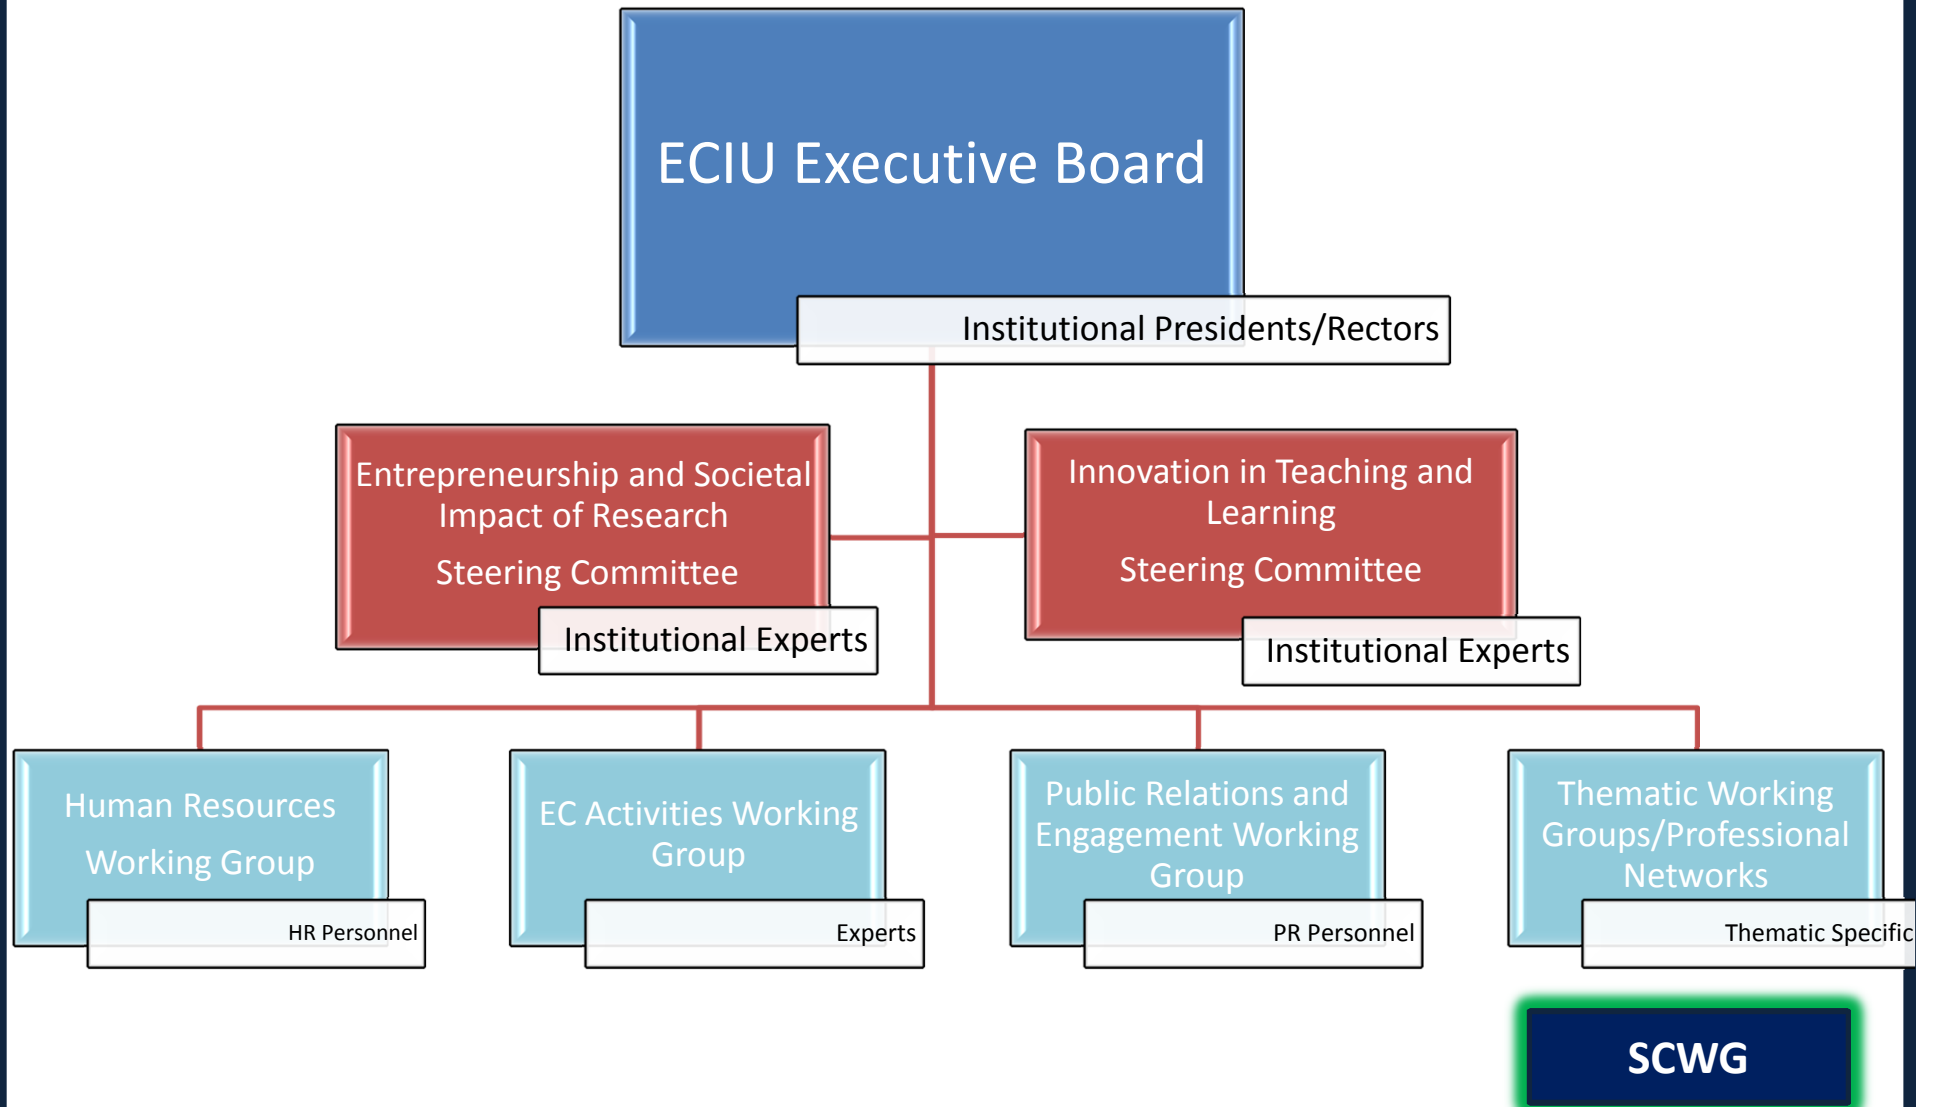 ECIU Executive Board
Institutional Presidents/Rectors
Entrepreneurship and Societal
Impact of Research
Steering Committee
Institutional Experts
Innovation in Teaching and
Learning
Steering Committee
Institutional Experts
Human Resources
Working Group
HR Personnel
EC Activities Working
Group
Experts
Public Relations and
Engagement Working
Group
PR Personnel
Thematic Working
Groups/Professional
Networks
Thematic Specific
SCWG